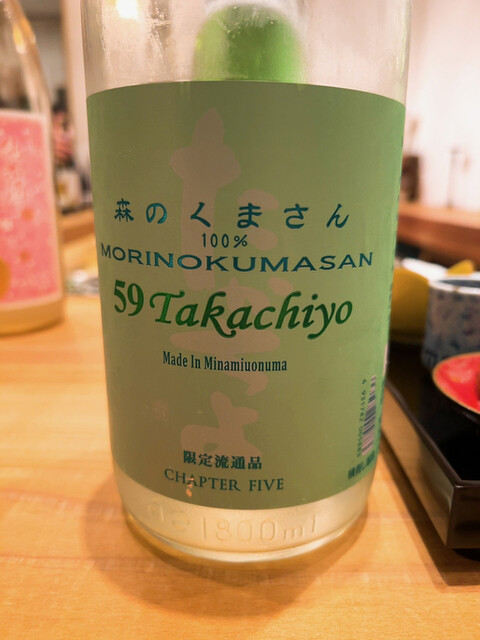 森のくまさん
100%
MORINOKUMASAN
59 Takachiyo
Made In Minamiuonuma
限定流通品
CHAPTER FIVE
1800ml